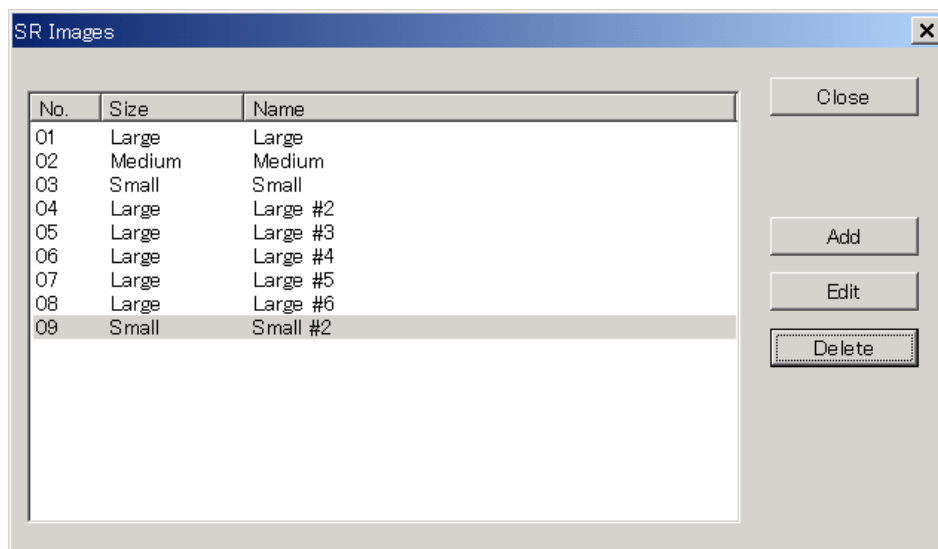 SR Images
Close
No. Size Name
01 Large Large
02 Medium Medium
03 Small Small
04 Large Large #2
05 Large Large #3
06 Large Large #4
07 Large Large #5
08 Large Large #6
09 Small Small #2
Add
Edit
Delete